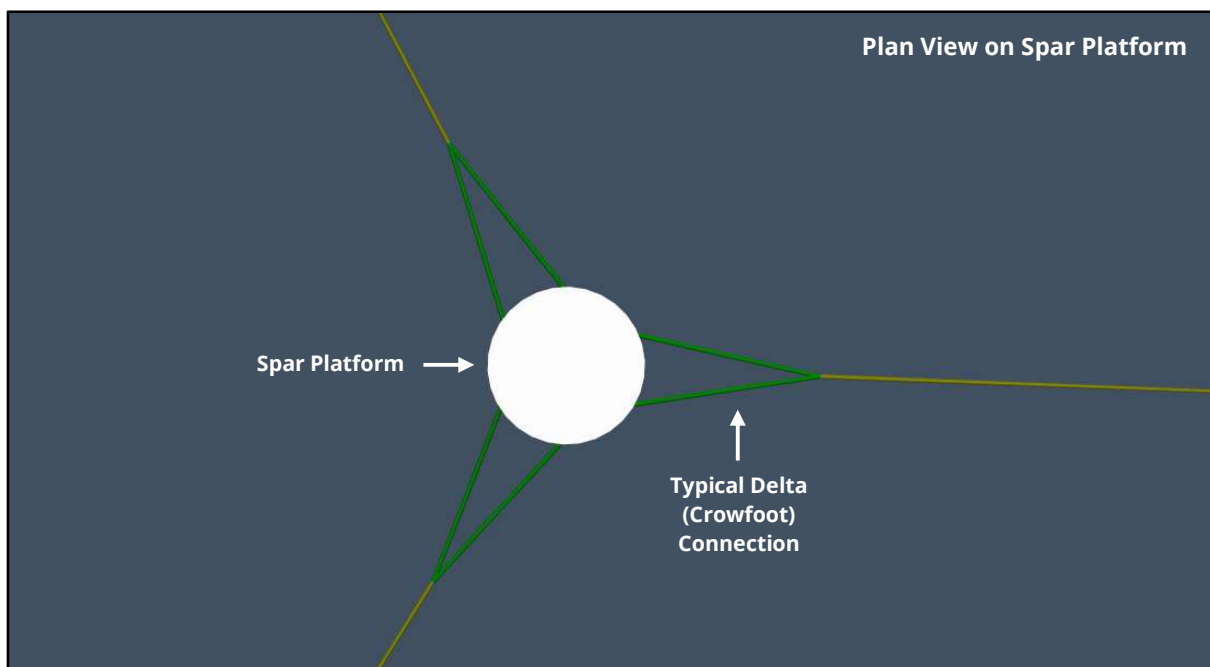 Plan View on Spar Platform
Spar Platform
Typical Delta
(Crowfoot)
Connection